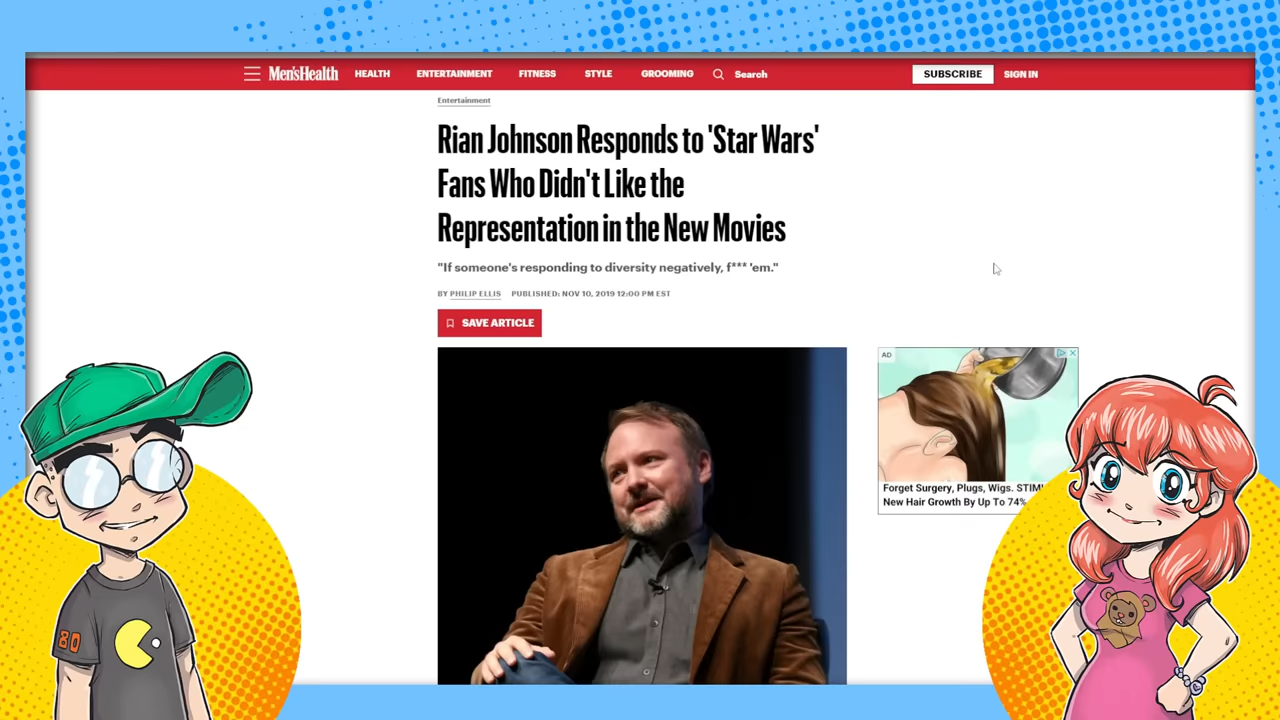 Men'sHealth HEALTH ENTERTAINMENT FITNESS STYLE GROOMING Search SUBSCRIBE SIGN IN
Entertainment
Rian Johnson Responds to 'Star Wars'
Fans Who Didn't Like the
Representation in the New Movies
"If someone's responding to diversity negatively, f*** 'em."
BY PHILIP ELLIS PUBLISHED: NOV 10, 2019 12:00 PM EST
SAVE ARTICLE
AD
Forget Surgery, Plugs, Wigs. STIM
New Hair Growth By Up To 74%
80